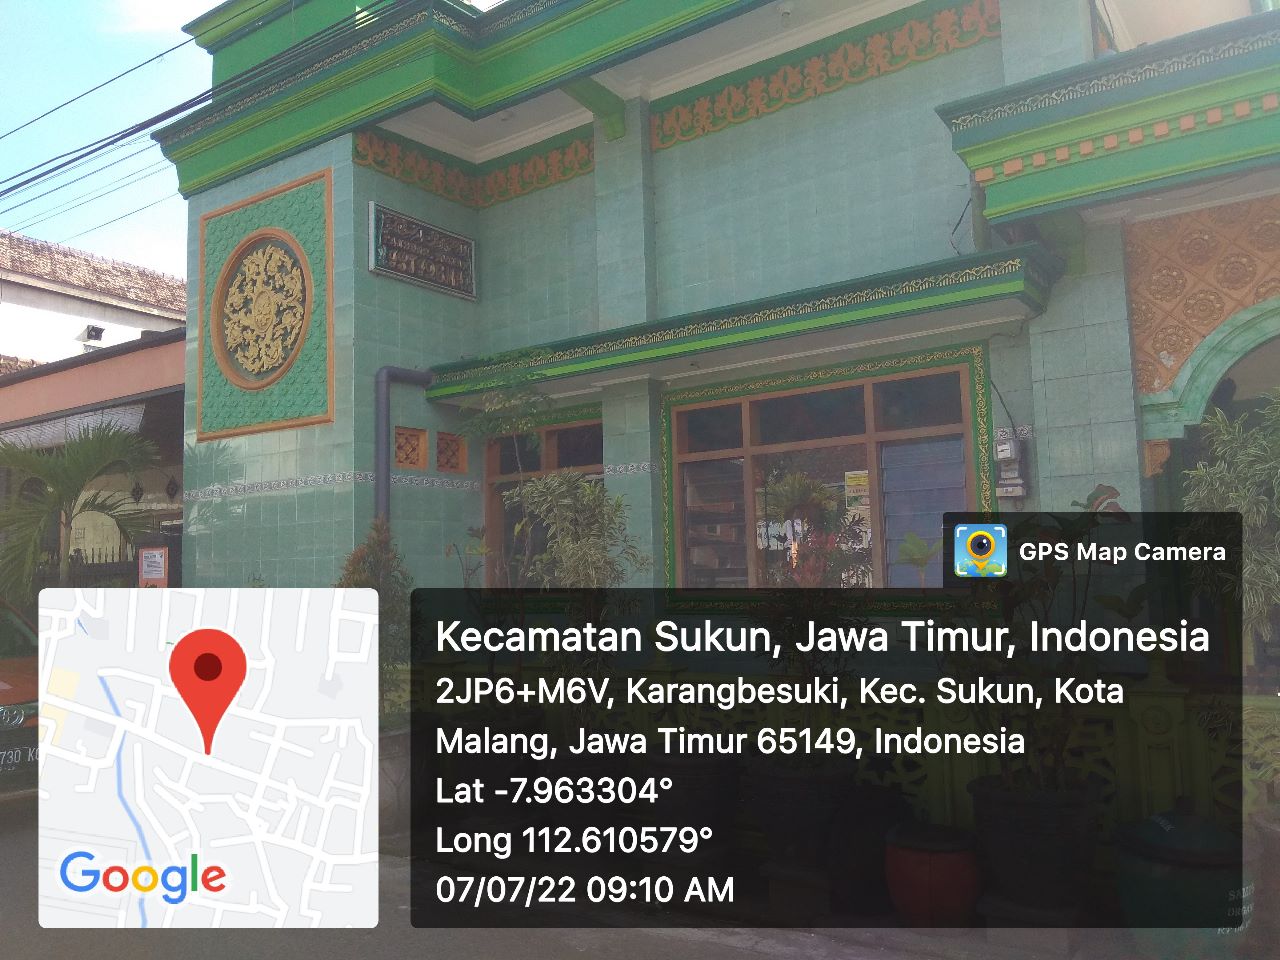 GPS Map Camera
Kecamatan Sukun, Jawa Timur, Indonesia
2JP6+M6V, Karangbesuki, Kec. Sukun, Kota
Malang, Jawa Timur 65149, Indonesia
Lat -7.963304°
Long 112.610579°
07/07/22 09:10 AM
Google